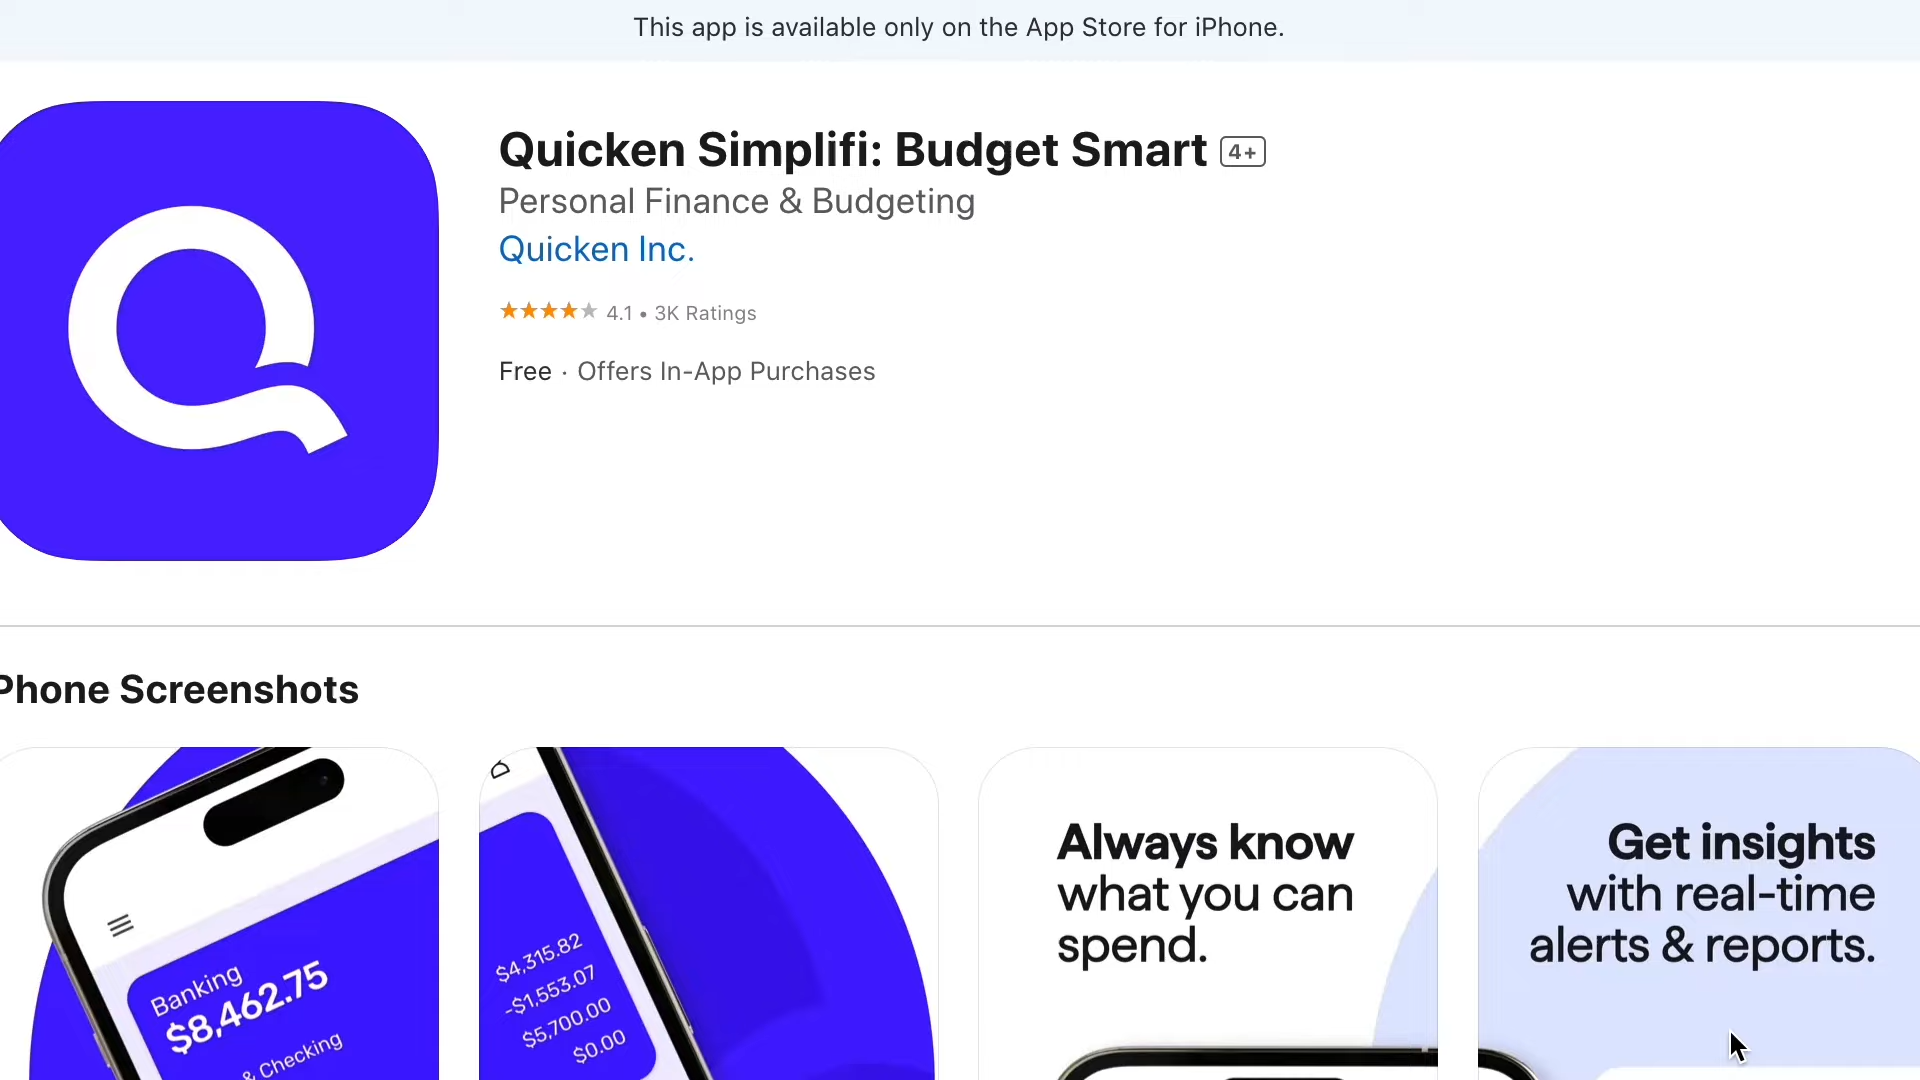 This app is available only on the App Store for iPhone.
Quicken Simplifi: Budget Smart 4+
Personal Finance & Budgeting
Quicken Inc.
4.1 • 3K Ratings
Free · Offers In-App Purchases
Phone Screenshots
Banking
$8,462.75
& Checking
$4,315.82
-$1,553.07
$5,700.00
$0.00
Always know
what you can
spend.
Get insights
with real-time
alerts & reports.